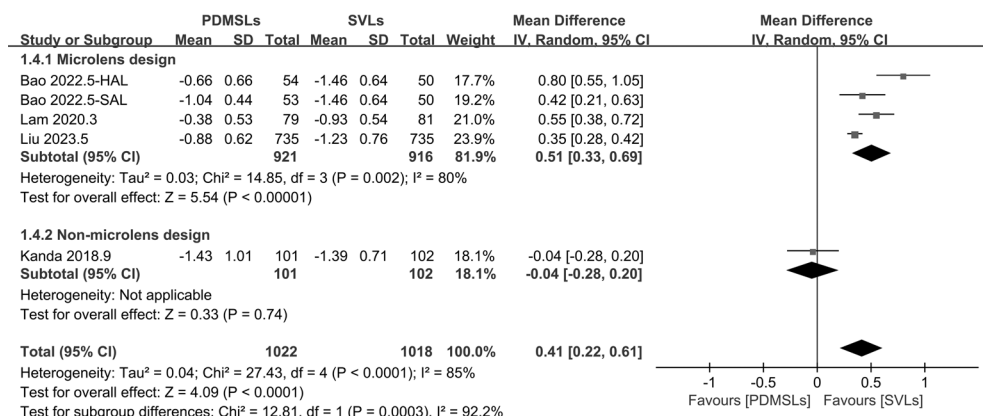 PDMSLs SVLs Mean Difference Mean Difference
Study or Subgroup Mean SD Total Mean SD Total Weight IV, Random, 95% CI IV, Random, 95% CI
1.4.1 Microlens design
Bao 2022.5-HAL -0.66 0.66 54 -1.46 0.64 50 17.7% 0.80 [0.55, 1.05]
Bao 2022.5-SAL -1.04 0.44 53 -1.46 0.64 50 19.2% 0.42 [0.21, 0.63]
Lam 2020.3 -0.38 0.53 79 -0.93 0.54 81 21.0% 0.55 [0.38, 0.72]
Liu 2023.5 -0.88 0.62 735 -1.23 0.76 735 23.9% 0.35 [0.28, 0.42]
Subtotal (95% CI) 921 916 81.9% 0.51 [0.33, 0.69]
Heterogeneity: Tau² = 0.03; Chi² = 14.85, df = 3 (P = 0.002); I² = 80%
Test for overall effect: Z = 5.54 (P < 0.00001)
1.4.2 Non-microlens design
Kanda 2018.9 -1.43 1.01 101 -1.39 0.71 102 18.1% -0.04 [-0.28, 0.20]
Subtotal (95% CI) 101 102 18.1% -0.04 [-0.28, 0.20]
Heterogeneity: Not applicable
Test for overall effect: Z = 0.33 (P = 0.74)
Total (95% CI) 1022 1018 100.0% 0.41 [0.22, 0.61]
Heterogeneity: Tau² = 0.04; Chi² = 27.43, df = 4 (P < 0.0001); I² = 85%
Test for overall effect: Z = 4.09 (P < 0.0001)
Test for subgroup differences: Chi² = 12.81, df = 1 (P = 0.0003), I² = 92.2%
-1 -0.5 0 0.5 1
Favours [PDMSLs] Favours [SVLs]